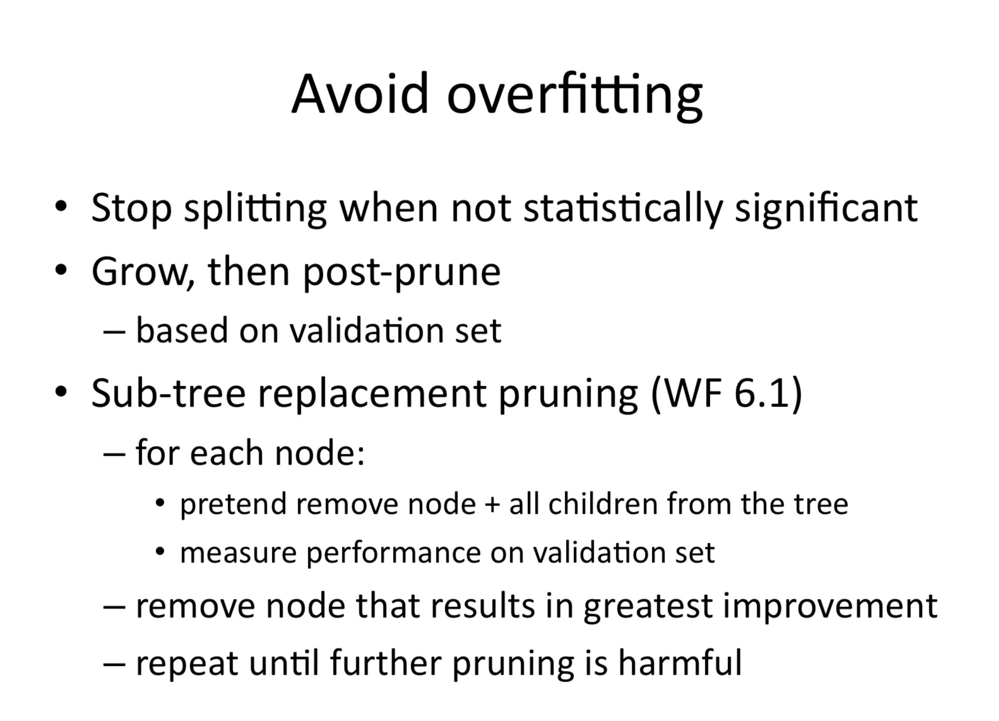 Avoid overfitting
• Stop splitting when not statistically significant
• Grow, then post-prune
– based on validation set
• Sub-tree replacement pruning (WF 6.1)
– for each node:
• pretend remove node + all children from the tree
• measure performance on validation set
– remove node that results in greatest improvement
– repeat until further pruning is harmful